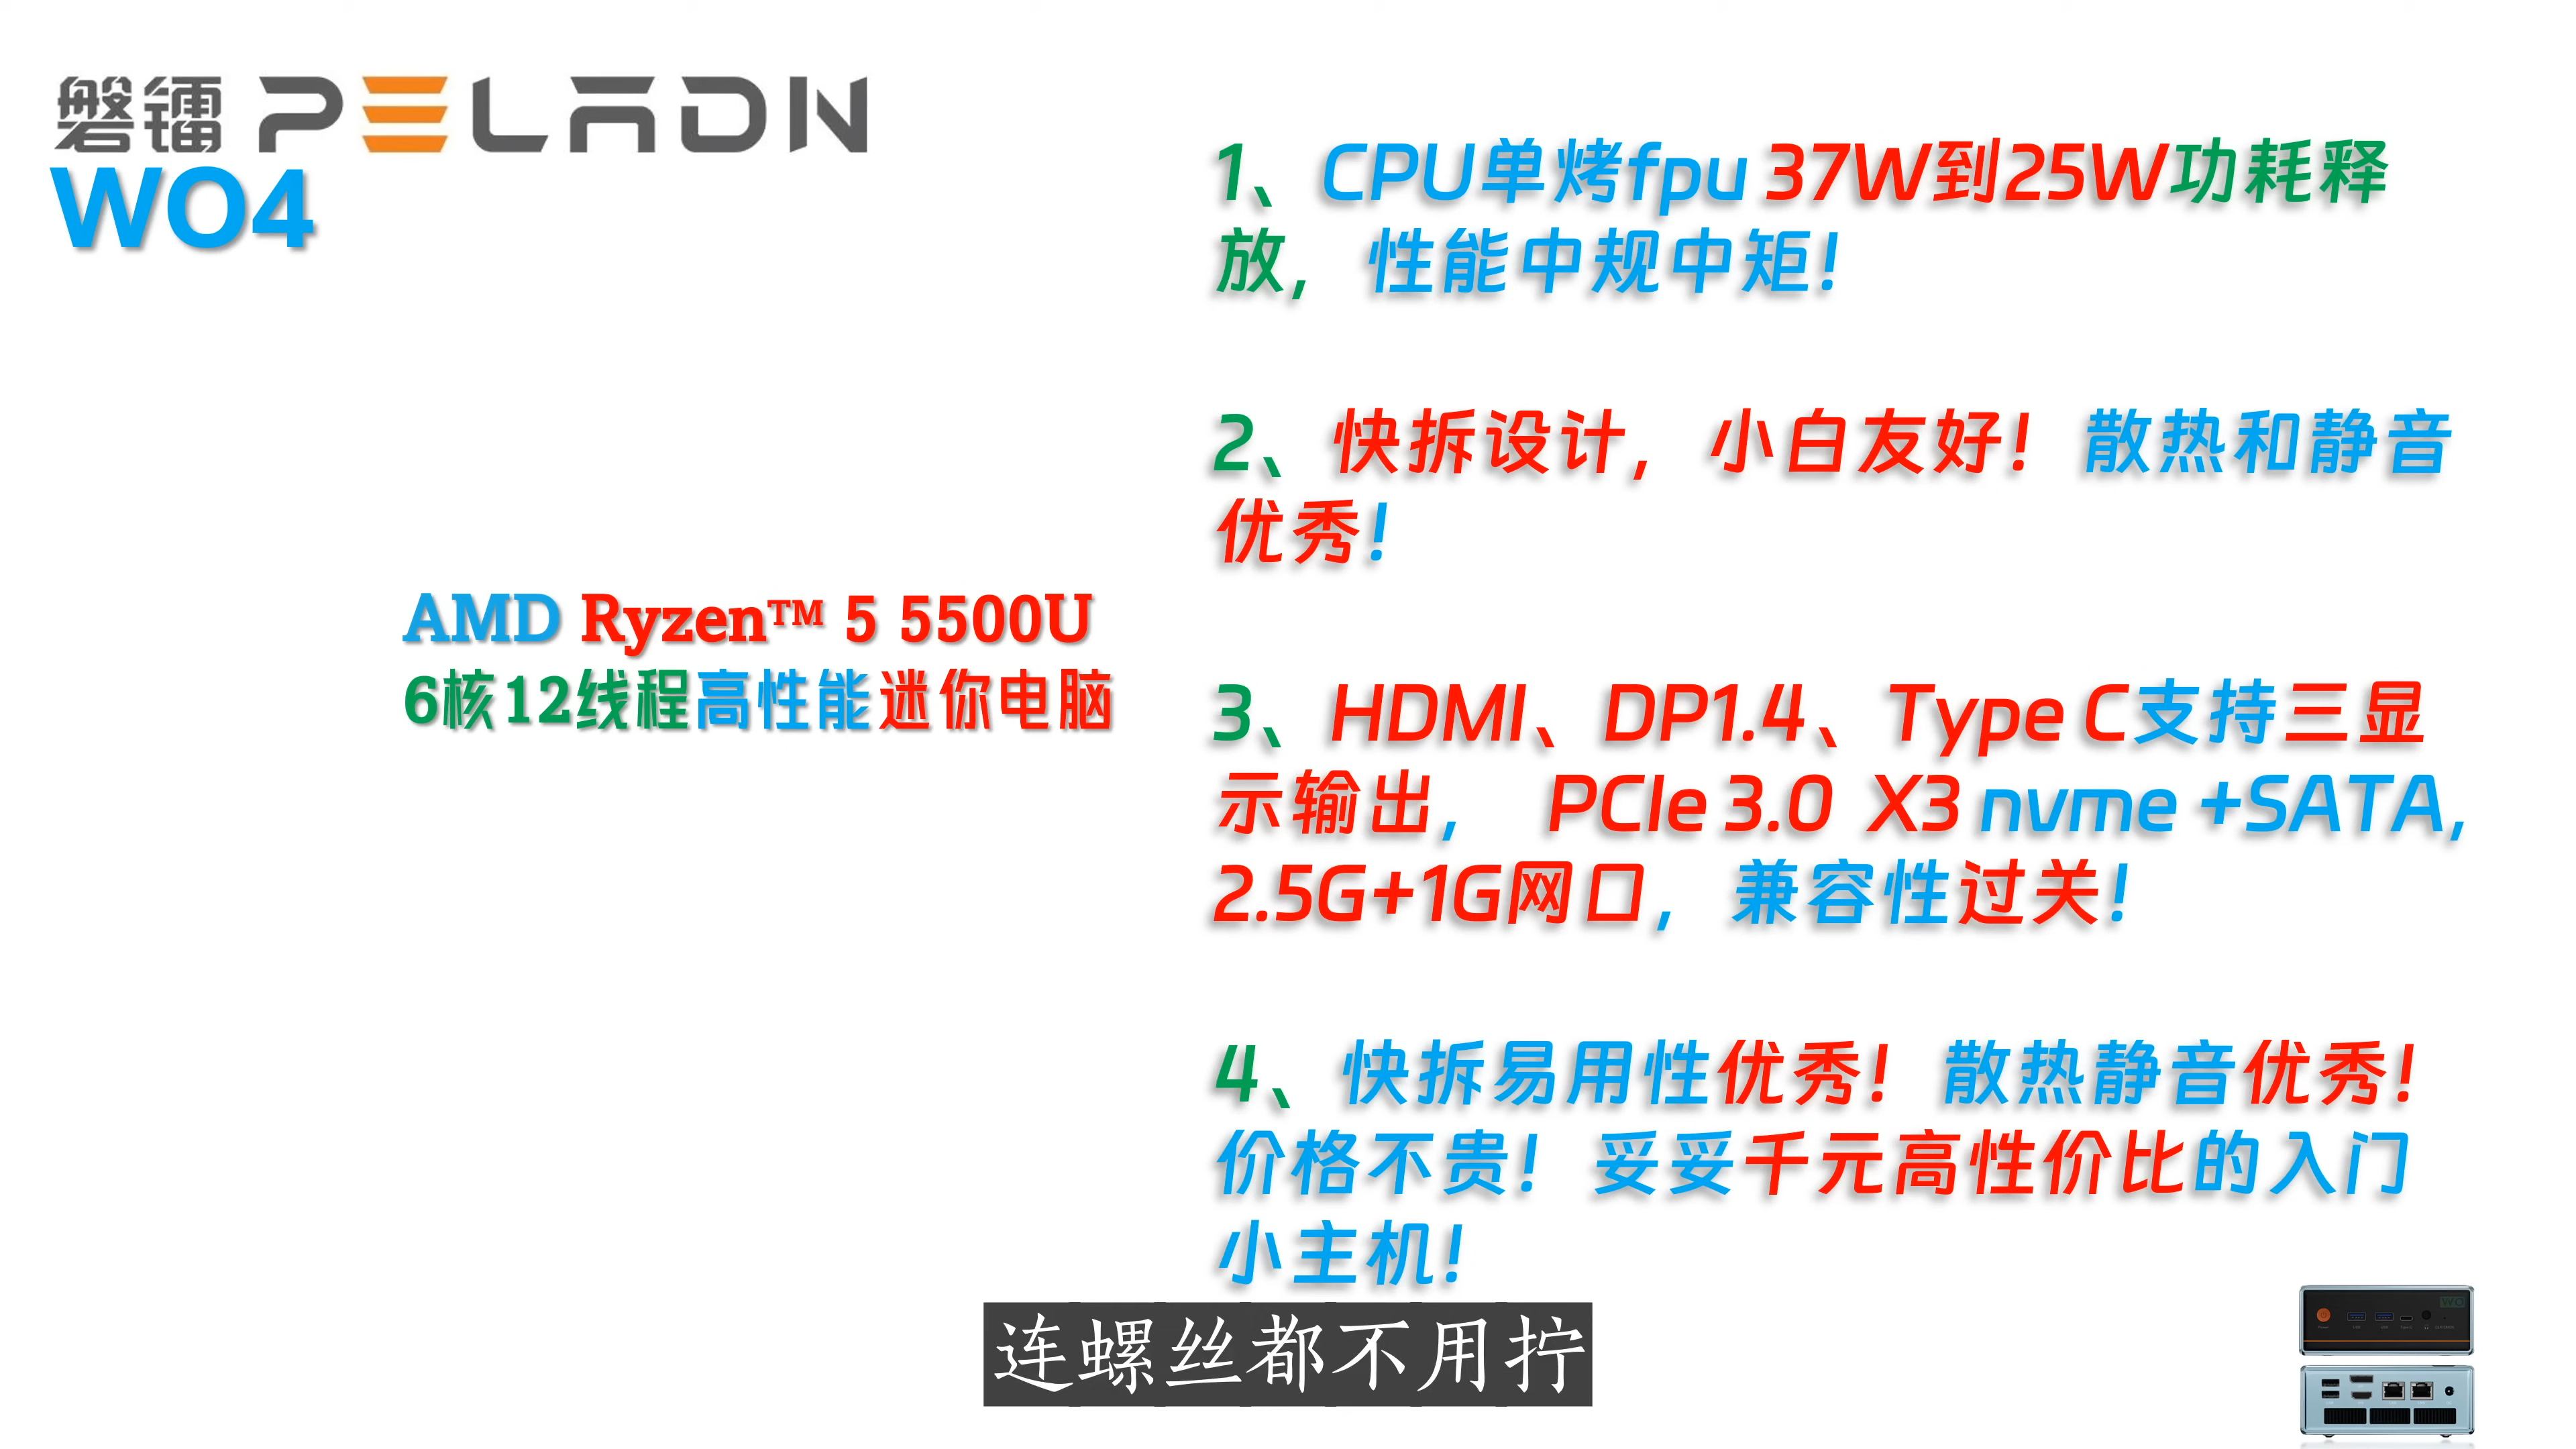 磐镭 PELADN
WO4
AMD Ryzen™ 5 5500U
6核12线程高性能迷你电脑
1、CPU单烤fpu 37W到25W功耗释
放，性能中规中矩！
2、快拆设计，小白友好！散热和静音
优秀！
3、HDMI、DP1.4、Type C支持三显
示输出， PCIe 3.0 X3 nvme +SATA，
2.5G+1G网口，兼容性过关！
4、快拆易用性优秀！散热静音优秀！
价格不贵！妥妥千元高性价比的入门
小主机！
连螺丝都不用拧
WO